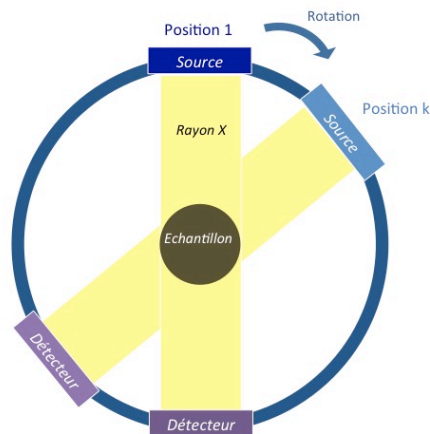 Position 1
Rotation
Source
Position k
Source
Rayon X
Echantillon
Détecteur
Détecteur